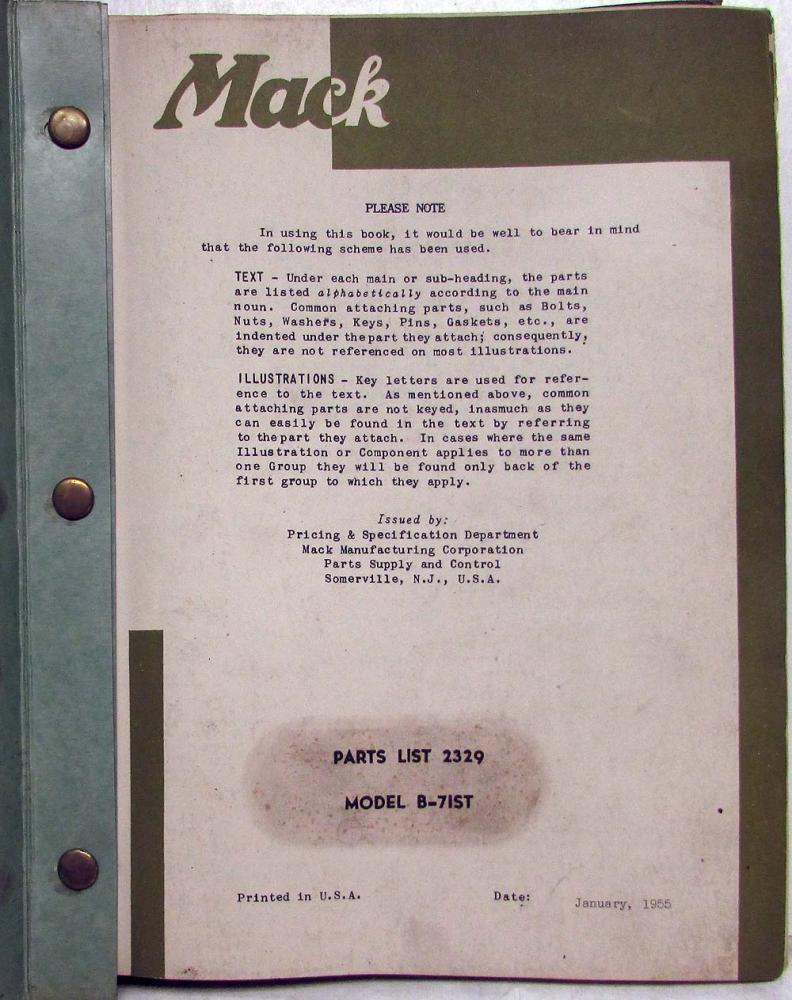 Mack
PLEASE NOTE
In using this book, it would be well to bear in mind
that the following scheme has been used.
TEXT - Under each main or sub-heading, the parts
are listed alphabetically according to the main
noun. Common attaching parts, such as Bolts,
Nuts, Washers, Keys, Pins, Gaskets, etc., are
indented under the part they attach; consequently,
they are not referenced on most illustrations.
ILLUSTRATIONS - Key letters are used for refer-
ence to the text. As mentioned above, common
attaching parts are not keyed, inasmuch as they
can easily be found in the text by referring
to the part they attach. In cases where the same
Illustration or Component applies to more than
one Group they will be found only back of the
first group to which they apply.
Issued by:
Pricing & Specification Department
Mack Manufacturing Corporation
Parts Supply and Control
Somerville, N.J., U.S.A.
PARTS LIST 2329
MODEL B-71ST
Printed in U.S.A. Date: January, 1955